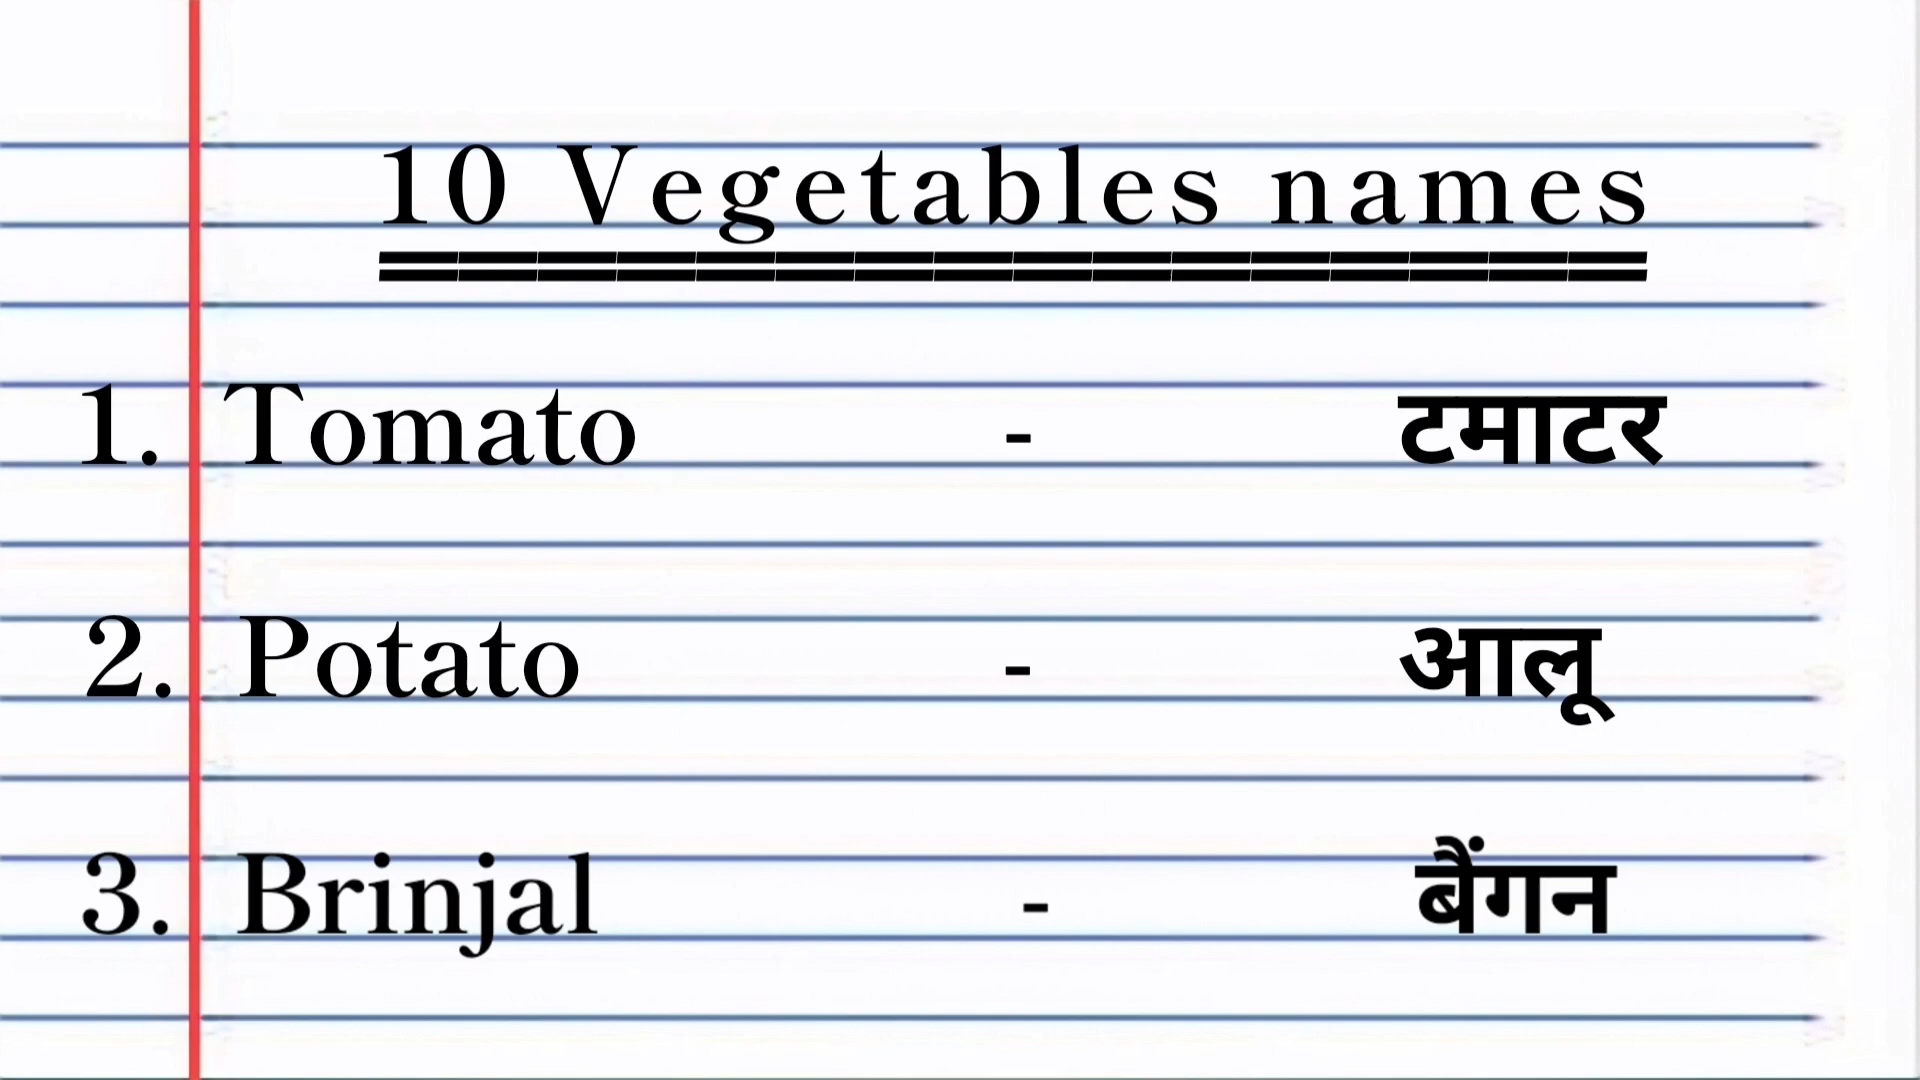 10 Vegetables names
1. Tomato - टमाटर
2. Potato - आलू
3. Brinjal - बैंगन